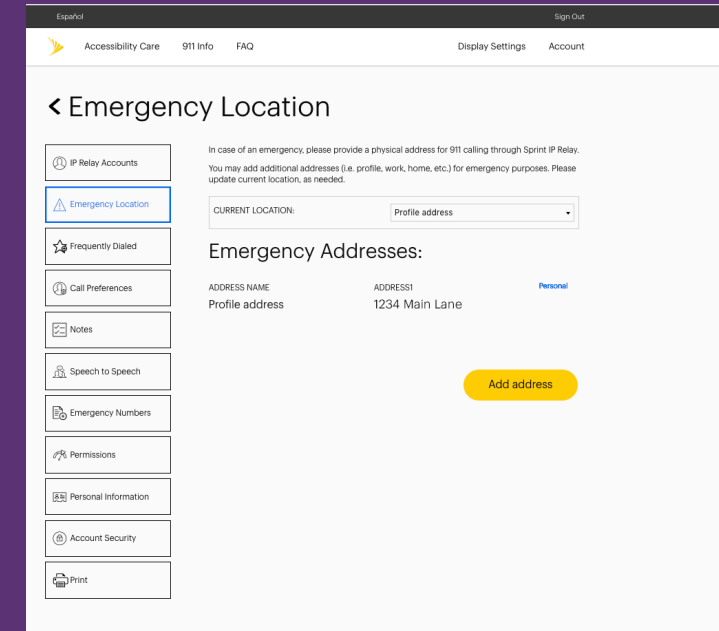 Español
Sign Out
Accessibility Care
911 Info
FAQ
Display Settings
Account
Emergency Location
IP Relay Accounts
Emergency Location
Frequently Dialed
Call Preferences
Notes
Speech to Speech
Emergency Numbers
Permissions
Personal Information
Account Security
Print
In case of an emergency, please provide a physical address for 911 calling through Sprint IP Relay.
You may add additional addresses (i.e. profile, work, home, etc.) for emergency purposes. Please
update current location, as needed.
CURRENT LOCATION:
Profile address
Emergency Addresses:
ADDRESS NAME
ADDRESS1
Personal
Profile address
1234 Main Lane
Add address